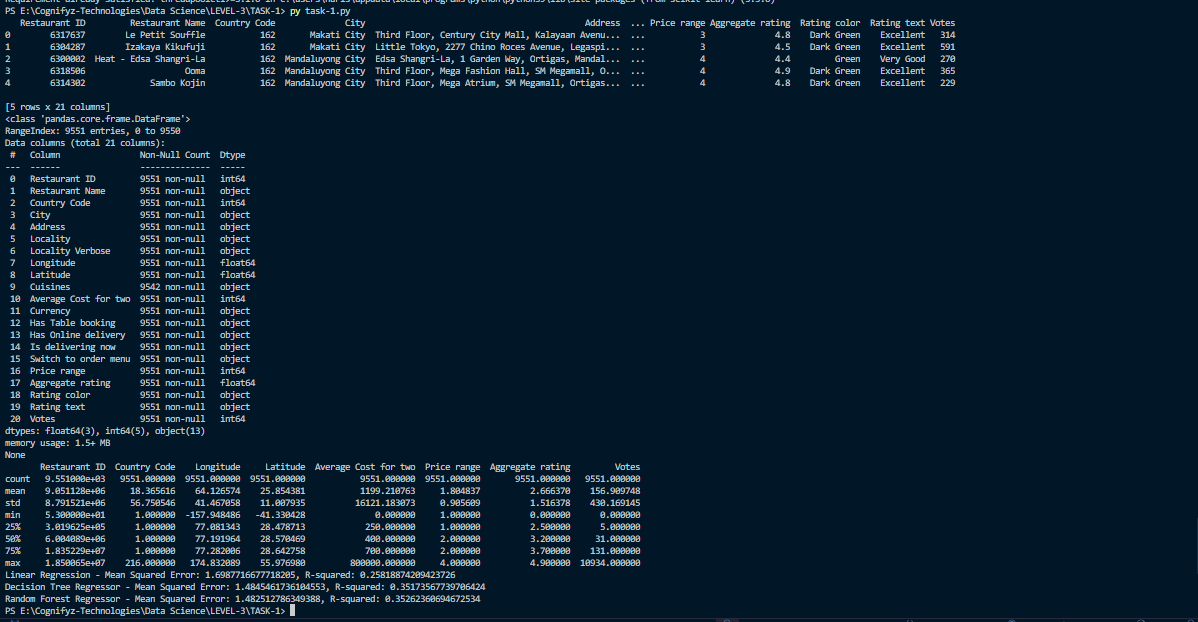 PS E:\Cognifyz-Technologies\Data Science\LEVEL-3\TASK-1> py task-1.py
Restaurant ID Restaurant Name Country Code City Address ... Price range Aggregate rating Rating color Rating text Votes
0 6317637 Le Petit Souffle 162 Makati City Third Floor, Century City Mall, Kalayaan Avenu... ... 3 4.8 Dark Green Excellent 314
1 6304287 Izakaya Kikufuji 162 Makati City Little Tokyo, 2277 Chino Roces Avenue, Legaspi... ... 3 4.5 Dark Green Excellent 591
2 6300002 Heat - Edsa Shangri-La 162 Mandaluyong City Edsa Shangri-La, 1 Garden Way, Ortigas, Mandal... ... 4 4.4 Green Very Good 270
3 6318506 Ooma 162 Mandaluyong City Third Floor, Mega Fashion Hall, SM Megamall, O... ... 4 4.9 Dark Green Excellent 365
4 6314302 Sambo Kojin 162 Mandaluyong City Third Floor, Mega Atrium, SM Megamall, Ortigas... ... 4 4.8 Dark Green Excellent 229
[5 rows x 21 columns]
<class 'pandas.core.frame.DataFrame'>
RangeIndex: 9551 entries, 0 to 9550
Data columns (total 21 columns):
# Column Non-Null Count Dtype
--- ------ -------------- -----
0 Restaurant ID 9551 non-null int64
1 Restaurant Name 9551 non-null object
2 Country Code 9551 non-null int64
3 City 9551 non-null object
4 Address 9551 non-null object
5 Locality 9551 non-null object
6 Locality Verbose 9551 non-null object
7 Longitude 9551 non-null float64
8 Latitude 9551 non-null float64
9 Cuisines 9542 non-null object
10 Average Cost for two 9551 non-null int64
11 Currency 9551 non-null object
12 Has Table booking 9551 non-null object
13 Has Online delivery 9551 non-null object
14 Is delivering now 9551 non-null object
15 Switch to order menu 9551 non-null object
16 Price range 9551 non-null int64
17 Aggregate rating 9551 non-null float64
18 Rating color 9551 non-null object
19 Rating text 9551 non-null object
20 Votes 9551 non-null int64
dtypes: float64(3), int64(5), object(13)
memory usage: 1.5+ MB
None
Restaurant ID Country Code Longitude Latitude Average Cost for two Price range Aggregate rating Votes
count 9.551000e+03 9551.000000 9551.000000 9551.000000 9551.000000 9551.000000 9551.000000 9551.000000
mean 9.051128e+06 18.365616 64.126574 25.854381 1199.210763 1.804837 2.666370 156.909748
std 8.791521e+06 56.750546 41.467058 11.007935 16121.183073 0.905609 1.516378 430.169145
min 5.300000e+01 1.000000 -157.948486 -41.330428 0.000000 1.000000 0.000000 0.000000
25% 3.019625e+05 1.000000 77.081343 28.478713 250.000000 1.000000 2.500000 5.000000
50% 6.004089e+06 1.000000 77.191964 28.570469 400.000000 2.000000 3.200000 31.000000
75% 1.835229e+07 1.000000 77.282006 28.642758 700.000000 2.000000 3.700000 131.000000
max 1.850065e+07 216.000000 174.832089 55.976980 800000.000000 4.000000 4.900000 10934.000000
Linear Regression - Mean Squared Error: 1.6987716677718205, R-squared: 0.25818874209423726
Decision Tree Regressor - Mean Squared Error: 1.4845461736104553, R-squared: 0.35173567739706424
Random Forest Regressor - Mean Squared Error: 1.482512786349388, R-squared: 0.35262360694672534
PS E:\Cognifyz-Technologies\Data Science\LEVEL-3\TASK-1>